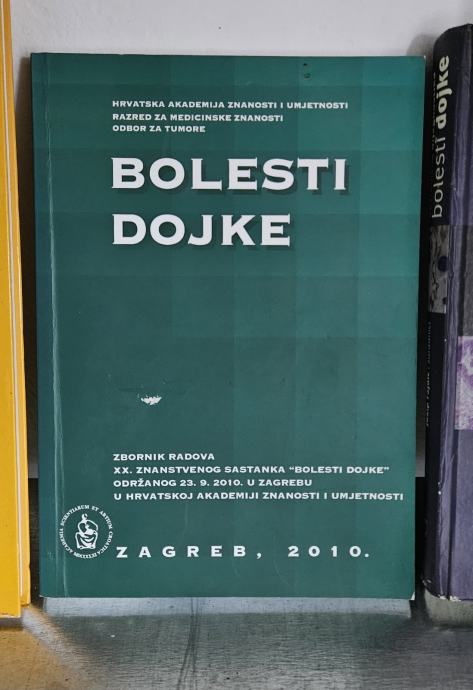 HRVATSKA AKADEMIJA ZNANOSTI I UMJETNOSTI
RAZRED ZA MEDICINSKE ZNANOSTI
ODBOR ZA TUMORE
BOLESTI
DOJKE
ZBORNIK RADOVA
XX. ZNANSTVENOG SASTANKA "BOLESTI DOJKE"
ODRŽANOG 23. 9. 2010. U ZAGREBU
U HRVATSKOJ AKADEMIJI ZNANOSTI I UMJETNOSTI
ZAGREB, 2010.
bolesti dojke